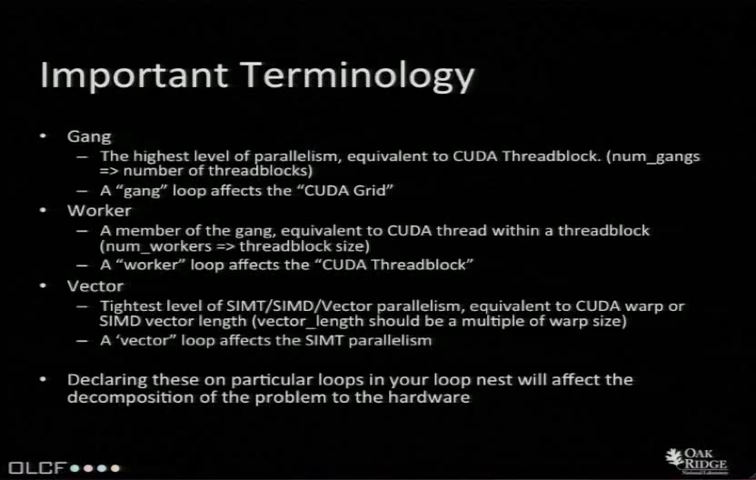 Important Terminology
• Gang
– The highest level of parallelism, equivalent to CUDA Threadblock. (num_gangs
=> number of threadblocks)
– A “gang” loop affects the “CUDA Grid”
• Worker
– A member of the gang, equivalent to CUDA thread within a threadblock
(num_workers => threadblock size)
– A “worker” loop affects the “CUDA Threadblock”
• Vector
– Tightest level of SIMT/SIMD/Vector parallelism, equivalent to CUDA warp or
SIMD vector length (vector_length should be a multiple of warp size)
– A ‘vector” loop affects the SIMT parallelism
• Declaring these on particular loops in your loop nest will affect the
decomposition of the problem to the hardware
OLCF
OAK
RIDGE
National Laboratory